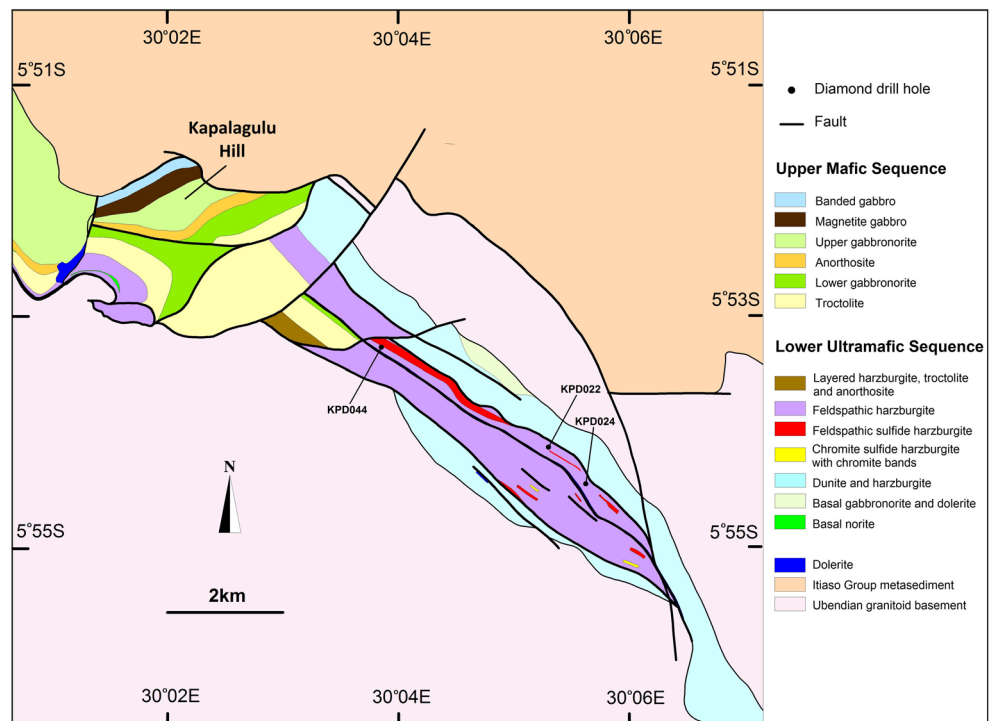 30°02E
30°04E
30°06E
5°51S
5°51S
Kapalagulu
Hill
5°53S
KPD044
KPD022
KPD024
N
5°55S
5°55S
2km
30°02E
30°04E
30°06E
Diamond drill hole
Fault
Upper Mafic Sequence
Banded gabbro
Magnetite gabbro
Upper gabbronorite
Anorthosite
Lower gabbronorite
Troctolite
Lower Ultramafic Sequence
Layered harzburgite, troctolite
and anorthosite
Feldspathic harzburgite
Feldspathic sulfide harzburgite
Chromite sulfide harzburgite
with chromite bands
Dunite and harzburgite
Basal gabbronorite and dolerite
Basal norite
Dolerite
Itiaso Group metasediment
Ubendian granitoid basement